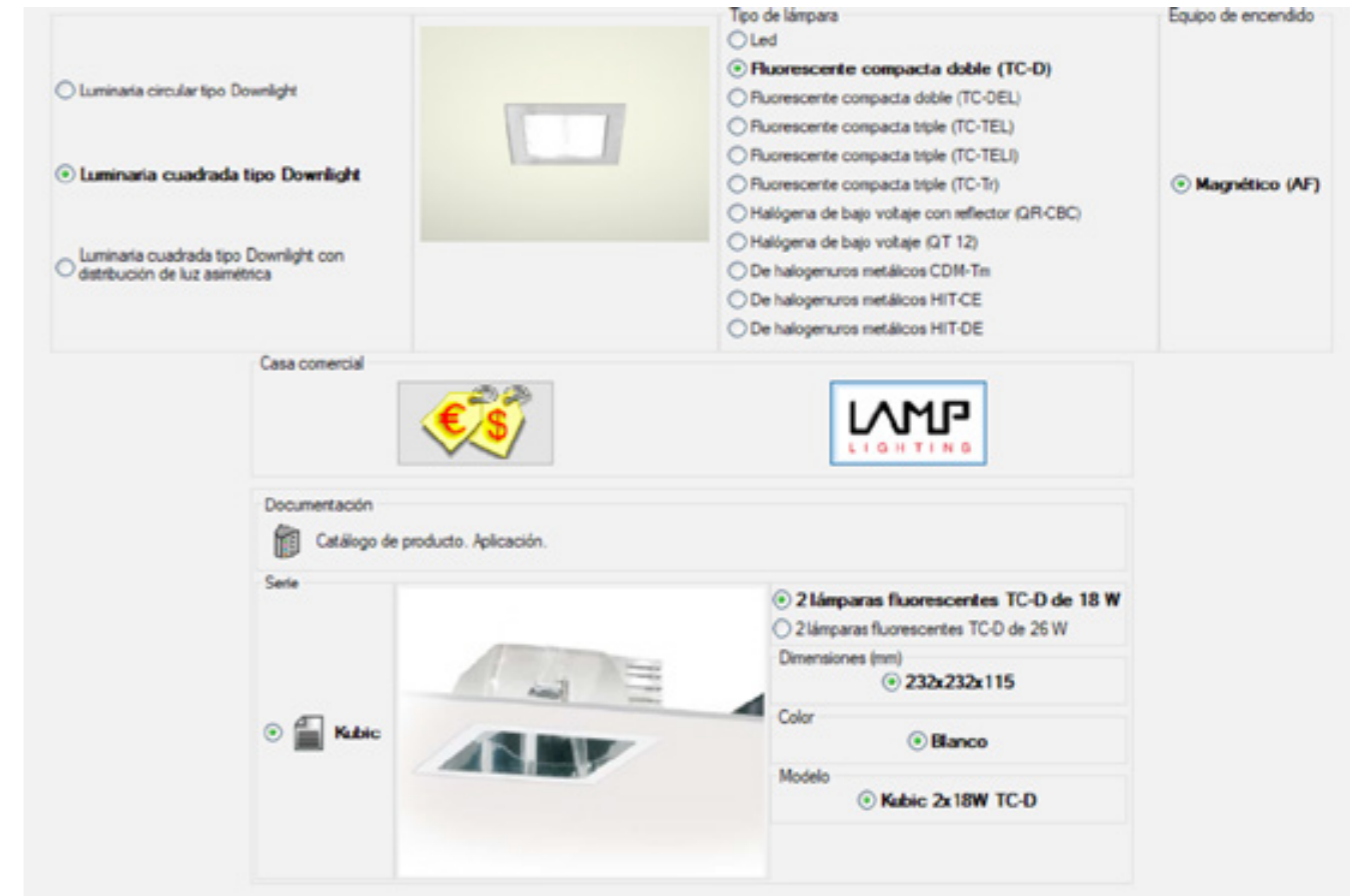 Tipo de lámpara
Equipo de encendido
Luminaria circular tipo Downlight
Luminaria cuadrada tipo Downlight
Luminaria cuadrada tipo Downlight con
distribución de luz asimétrica
Led
Fluorescente compacta doble (TC-D)
Fluorescente compacta doble (TC-DEL)
Fluorescente compacta triple (TC-TEL)
Fluorescente compacta triple (TC-TELI)
Fluorescente compacta triple (TC-Tr)
Halógena de bajo voltaje con reflector (QR-CBC)
Halógena de bajo voltaje (QT 12)
De halogenuros metálicos CDM-Tm
De halogenuros metálicos HIT-CE
De halogenuros metálicos HIT-DE
Magnético (AF)
Casa comercial
€ $
LAMP
LIGHTING
Documentación
Catálogo de producto. Aplicación.
Serie
Kubic
2 lámparas fluorescentes TC-D de 18 W
2 lámparas fluorescentes TC-D de 26 W
Dimensiones (mm)
232x232x115
Color
Blanco
Modelo
Kubic 2x18W TC-D